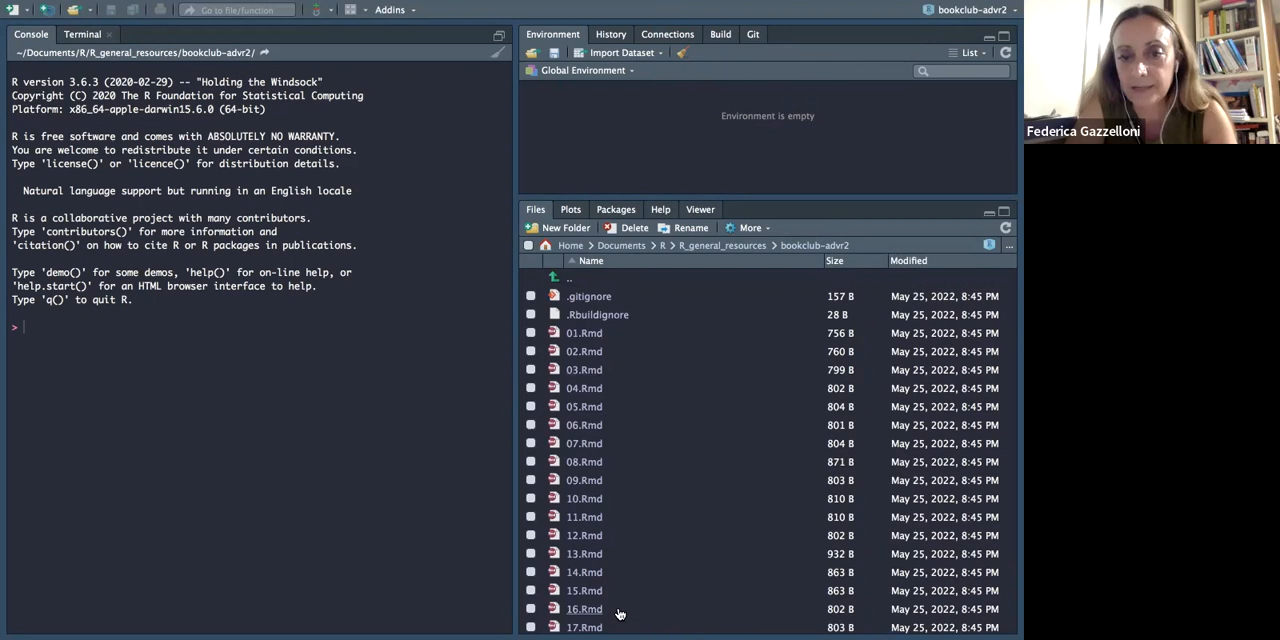 Go to file/function
Addins
bookclub-advr2
Console
Terminal
~/Documents/R/R_general_resources/bookclub-advr2/
R version 3.6.3 (2020-02-29) -- "Holding the Windsock"
Copyright (C) 2020 The R Foundation for Statistical Computing
Platform: x86_64-apple-darwin15.6.0 (64-bit)
R is free software and comes with ABSOLUTELY NO WARRANTY.
You are welcome to redistribute it under certain conditions.
Type 'license()' or 'licence()' for distribution details.
Natural language support but running in an English locale
R is a collaborative project with many contributors.
Type 'contributors()' for more information and
'citation()' on how to cite R or R packages in publications.
Type 'demo()' for some demos, 'help()' for on-line help, or
'help.start()' for an HTML browser interface to help.
Type 'q()' to quit R.
>
Environment
History
Connections
Build
Git
Import Dataset
List
Global Environment
Environment is empty
Files
Plots
Packages
Help
Viewer
New Folder
Delete
Rename
More
Home > Documents > R > R_general_resources > bookclub-advr2
...
Name Size Modified
..
.gitignore 157 B May 25, 2022, 8:45 PM
.Rbuildignore 28 B May 25, 2022, 8:45 PM
01.Rmd 756 B May 25, 2022, 8:45 PM
02.Rmd 760 B May 25, 2022, 8:45 PM
03.Rmd 799 B May 25, 2022, 8:45 PM
04.Rmd 802 B May 25, 2022, 8:45 PM
05.Rmd 804 B May 25, 2022, 8:45 PM
06.Rmd 801 B May 25, 2022, 8:45 PM
07.Rmd 804 B May 25, 2022, 8:45 PM
08.Rmd 871 B May 25, 2022, 8:45 PM
09.Rmd 803 B May 25, 2022, 8:45 PM
10.Rmd 810 B May 25, 2022, 8:45 PM
11.Rmd 810 B May 25, 2022, 8:45 PM
12.Rmd 802 B May 25, 2022, 8:45 PM
13.Rmd 932 B May 25, 2022, 8:45 PM
14.Rmd 863 B May 25, 2022, 8:45 PM
15.Rmd 863 B May 25, 2022, 8:45 PM
16.Rmd 802 B May 25, 2022, 8:45 PM
17.Rmd 803 B May 25, 2022, 8:45 PM
Federica Gazzelloni